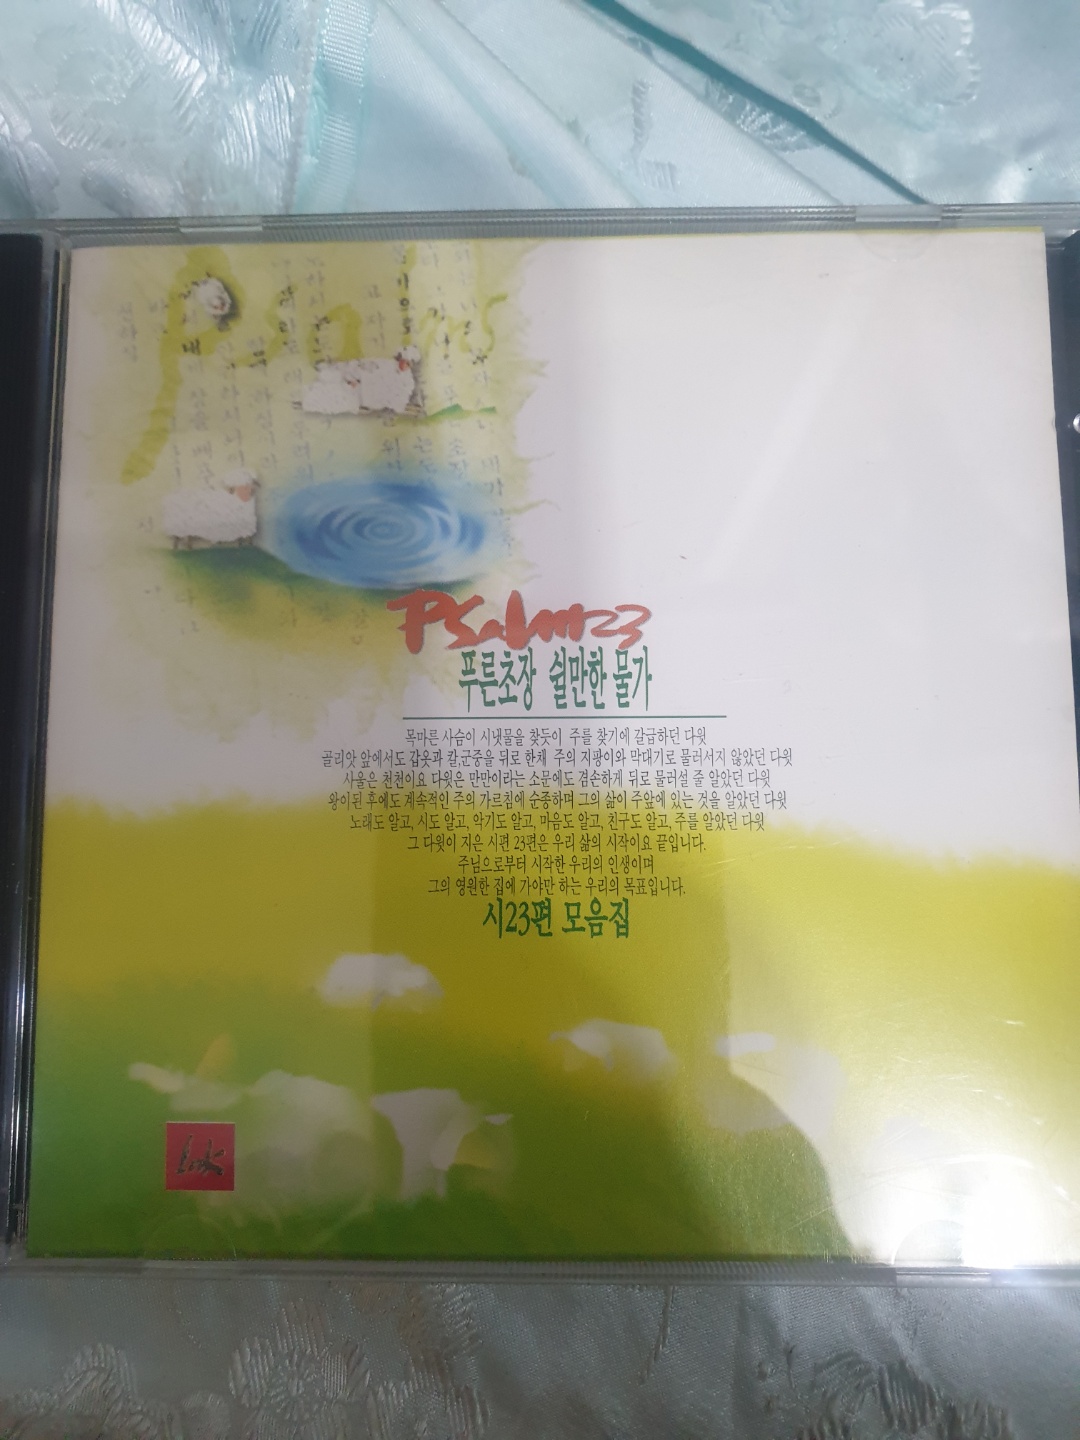 Psalm23
푸른초장 쉴만한 물가
목마른 사슴이 시냇물을 찾듯이 주를 찾기에 갈급하던 다윗
골리앗 앞에서도 갑옷과 칼,군중을 뒤로 한채 주의 지팡이와 막대기로 물러서지 않았던 다윗
사울은 천천이요 다윗은 만만이라는 소문에도 겸손하게 뒤로 물러설 줄 알았던 다윗
왕이된 후에도 계속적인 주의 가르침에 순종하며 그의 삶이 주앞에 있는 것을 알았던 다윗
노래도 알고, 시도 알고, 악기도 알고, 마음도 알고, 친구도 알고, 주를 알았던 다윗
그 다윗이 지은 시편 23편은 우리 삶의 시작이요 끝입니다.
주님으로부터 시작한 우리의 인생이며
그의 영원한 집에 가야만 하는 우리의 목표입니다.
시23편 모음집